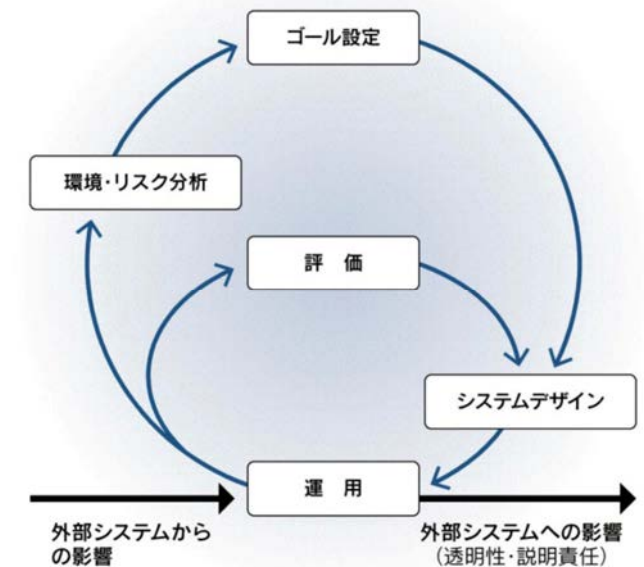 ゴール設定
環境・リスク分析
評　価
システムデザイン
運　用
外部システムから
の影響
外部システムへの影響
（透明性・説明責任）